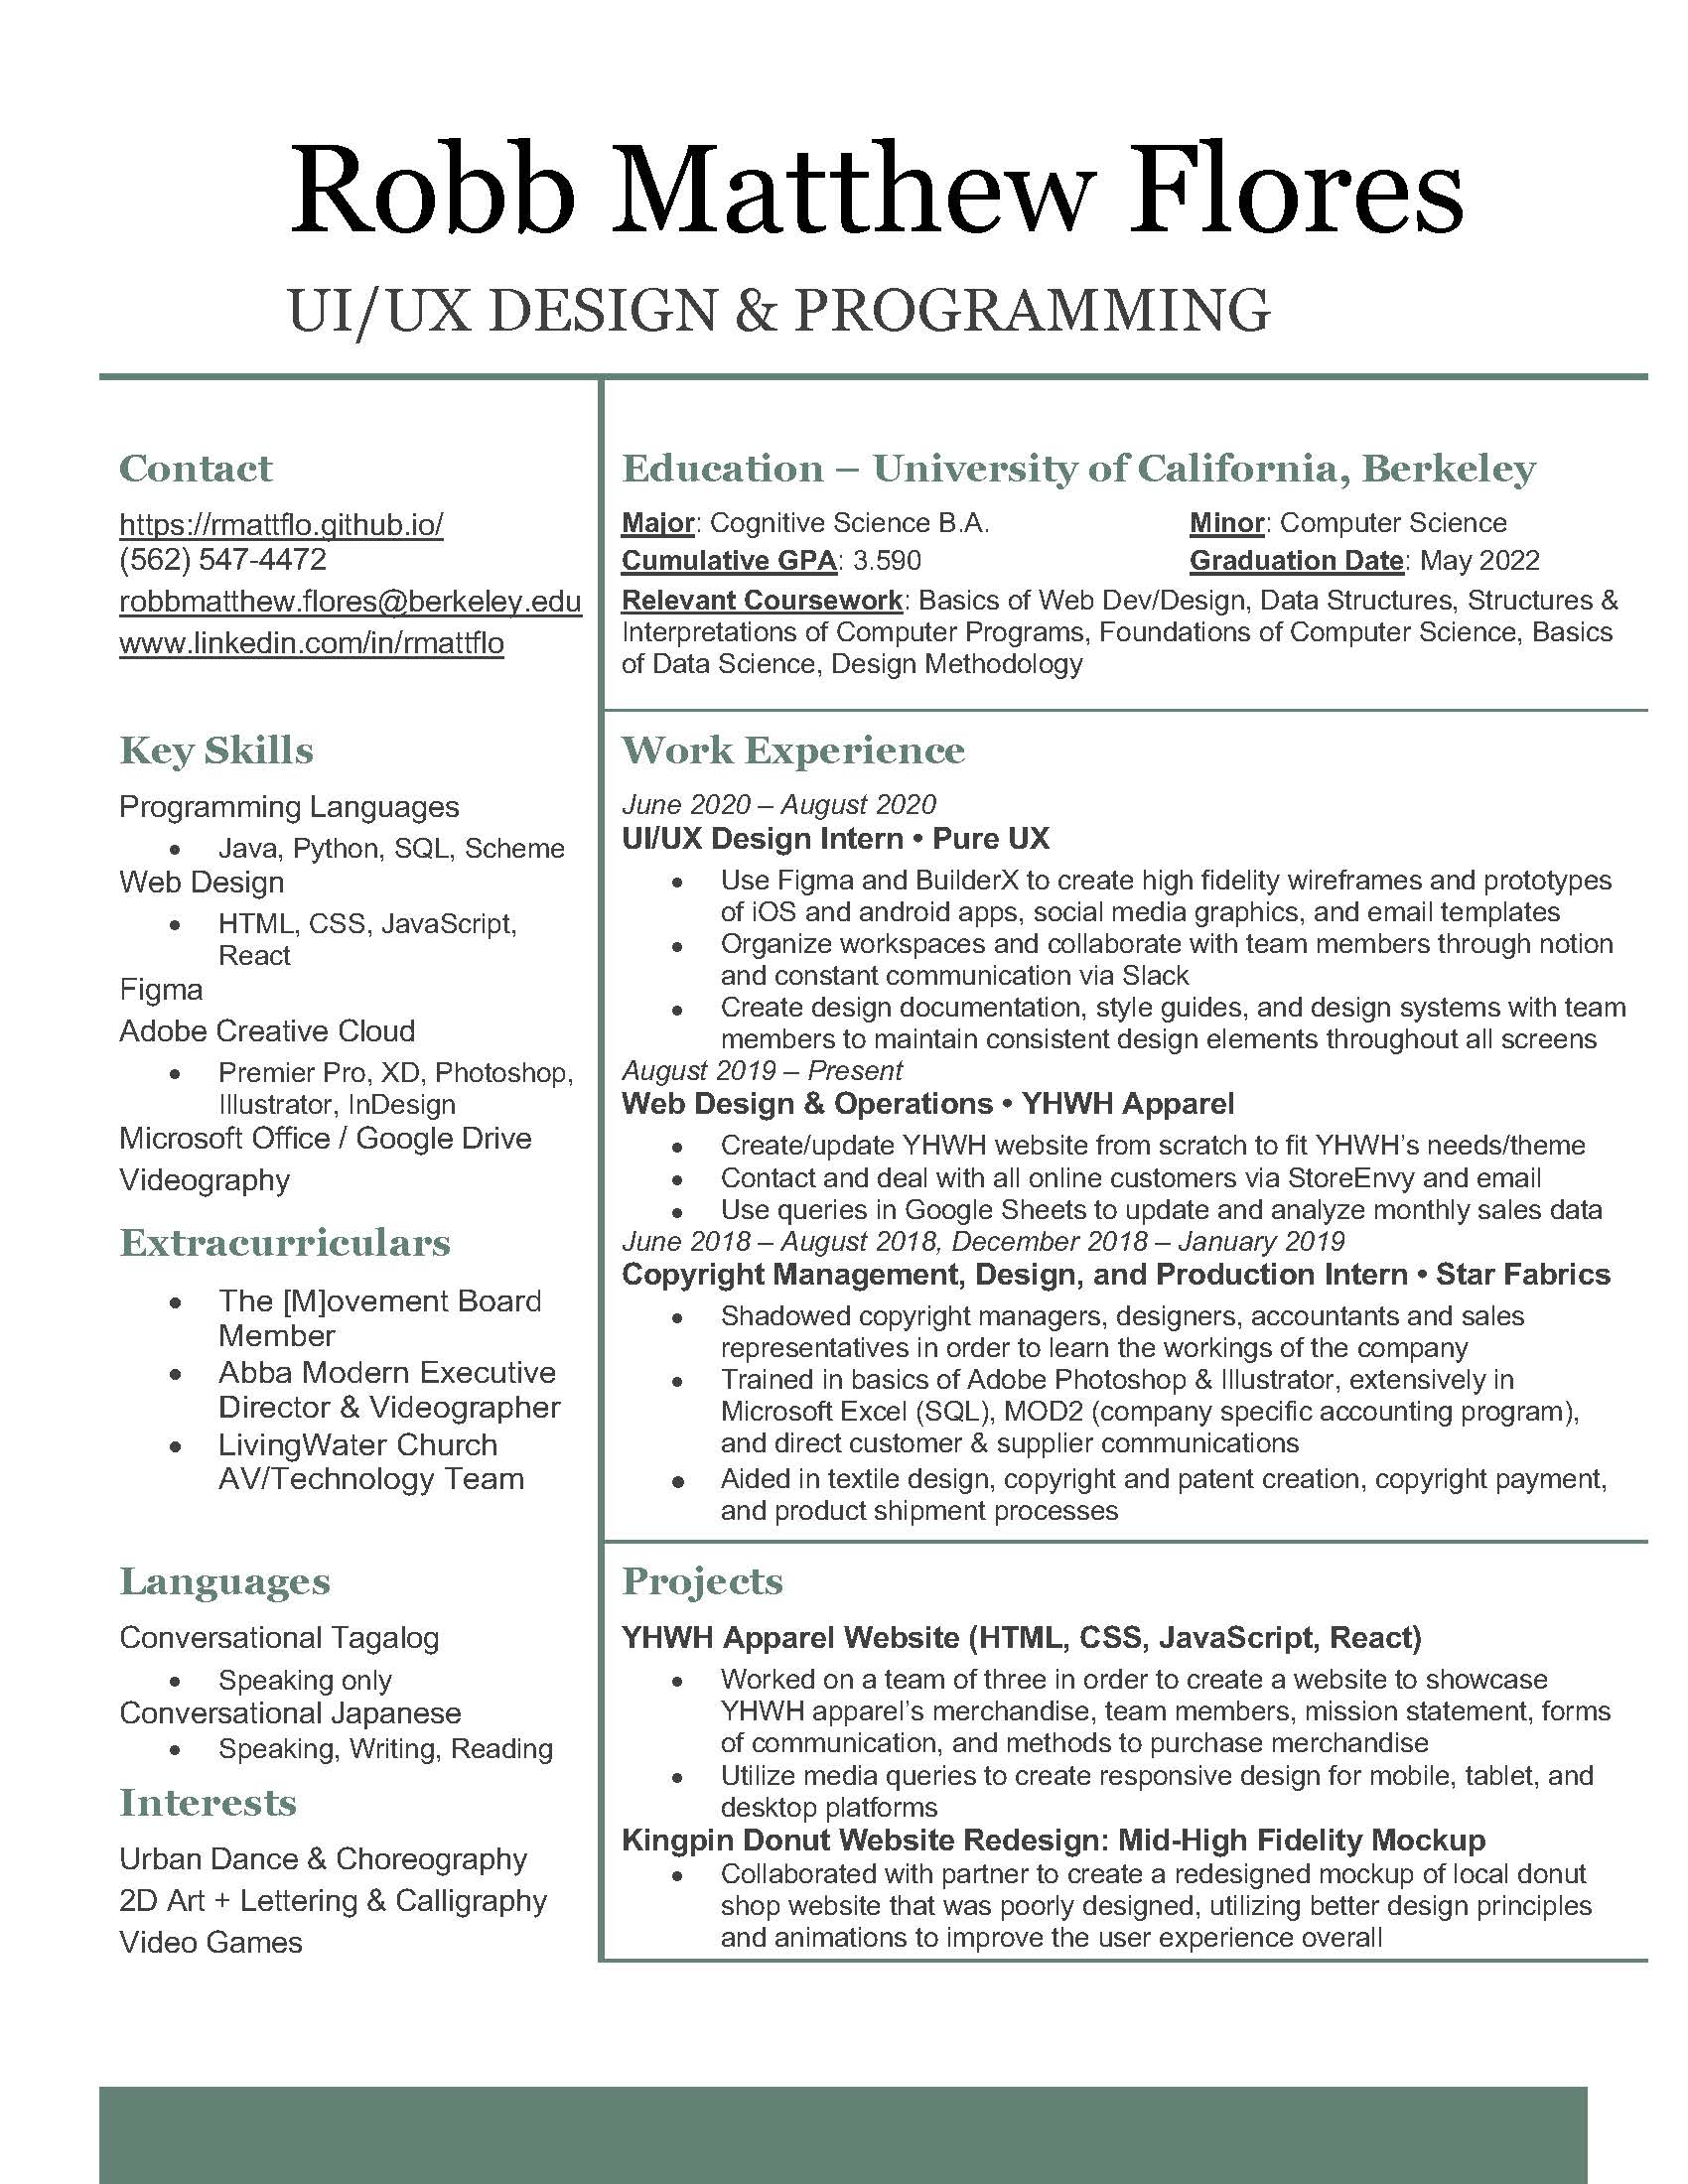 Robb Matthew Flores
UI/UX DESIGN & PROGRAMMING
Contact
https://rmattflo.github.io/
(562) 547-4472
robbmatthew.flores@berkeley.edu
www.linkedin.com/in/rmattflo
Key Skills
Programming Languages
• Java, Python, SQL, Scheme
Web Design
• HTML, CSS, JavaScript,
React
Figma
Adobe Creative Cloud
• Premier Pro, XD, Photoshop,
Illustrator, InDesign
Microsoft Office / Google Drive
Videography
Extracurriculars
• The [M]ovement Board
Member
• Abba Modern Executive
Director & Videographer
• LivingWater Church
AV/Technology Team
Languages
Conversational Tagalog
• Speaking only
Conversational Japanese
• Speaking, Writing, Reading
Interests
Urban Dance & Choreography
2D Art + Lettering & Calligraphy
Video Games
Education – University of California, Berkeley
Major: Cognitive Science B.A. Minor: Computer Science
Cumulative GPA: 3.590 Graduation Date: May 2022
Relevant Coursework: Basics of Web Dev/Design, Data Structures, Structures &
Interpretations of Computer Programs, Foundations of Computer Science, Basics
of Data Science, Design Methodology
Work Experience
June 2020 – August 2020
UI/UX Design Intern • Pure UX
• Use Figma and BuilderX to create high fidelity wireframes and prototypes
of iOS and android apps, social media graphics, and email templates
• Organize workspaces and collaborate with team members through notion
and constant communication via Slack
• Create design documentation, style guides, and design systems with team
members to maintain consistent design elements throughout all screens
August 2019 – Present
Web Design & Operations • YHWH Apparel
• Create/update YHWH website from scratch to fit YHWH's needs/theme
• Contact and deal with all online customers via StoreEnvy and email
• Use queries in Google Sheets to update and analyze monthly sales data
June 2018 – August 2018, December 2018 – January 2019
Copyright Management, Design, and Production Intern • Star Fabrics
• Shadowed copyright managers, designers, accountants and sales
representatives in order to learn the workings of the company
• Trained in basics of Adobe Photoshop & Illustrator, extensively in
Microsoft Excel (SQL), MOD2 (company specific accounting program),
and direct customer & supplier communications
• Aided in textile design, copyright and patent creation, copyright payment,
and product shipment processes
Projects
YHWH Apparel Website (HTML, CSS, JavaScript, React)
• Worked on a team of three in order to create a website to showcase
YHWH apparel's merchandise, team members, mission statement, forms
of communication, and methods to purchase merchandise
• Utilize media queries to create responsive design for mobile, tablet, and
desktop platforms
Kingpin Donut Website Redesign: Mid-High Fidelity Mockup
• Collaborated with partner to create a redesigned mockup of local donut
shop website that was poorly designed, utilizing better design principles
and animations to improve the user experience overall